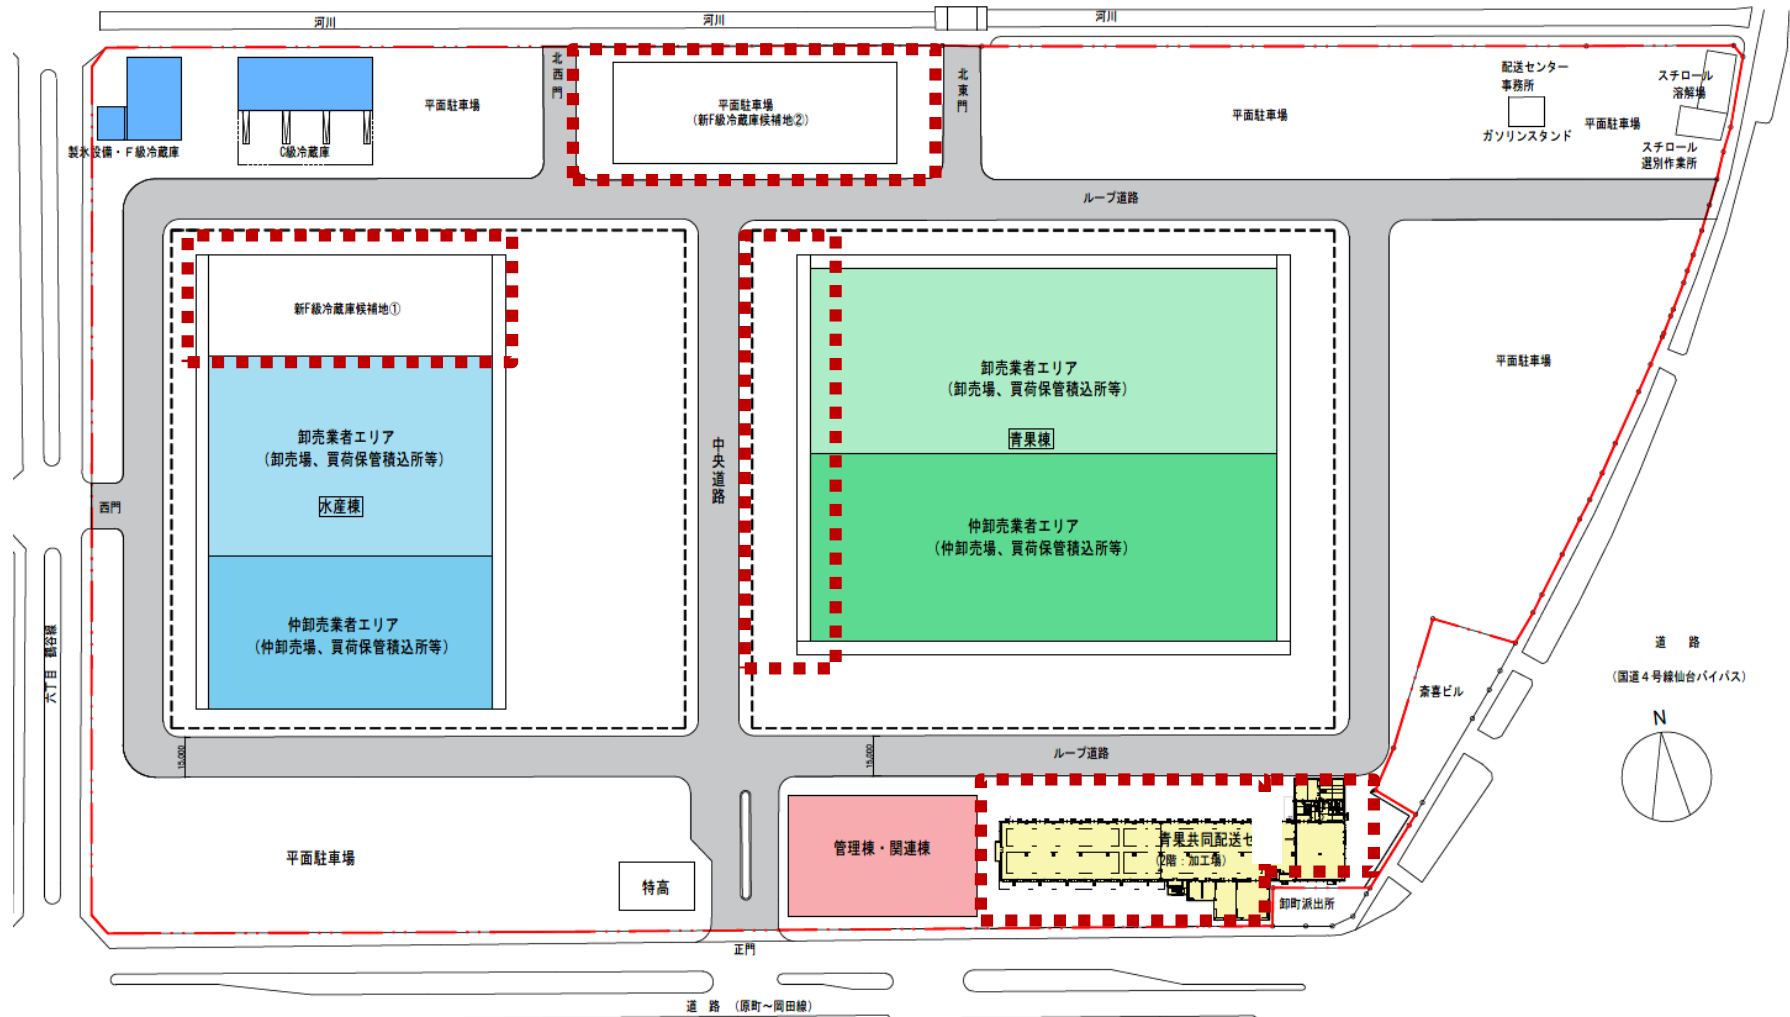 河川
河川
河川
北西門
北東門
平面駐車場
平面駐車場
(新F級冷蔵庫候補地②)
平面駐車場
配送センター
事務所
ガソリンスタンド
平面駐車場
スチロール
溶解場
スチロール
選別作業所
製氷設備・F級冷蔵庫
C級冷蔵庫
ループ道路
新F級冷蔵庫候補地①
卸売業者エリア
(卸売場、買荷保管積込所等)
水産棟
仲卸売業者エリア
(仲卸売場、買荷保管積込所等)
中央道路
卸売業者エリア
(卸売場、買荷保管積込所等)
青果棟
仲卸売業者エリア
(仲卸売場、買荷保管積込所等)
平面駐車場
西門
六丁目 鶴谷線
道 路
(国道4号線仙台バイパス)
斎喜ビル
N
15,000
15,000
ループ道路
平面駐車場
特高
管理棟・関連棟
青果共同配送セ
(2階:加工場)
卸町派出所
正門
道 路 (原町~岡田線)